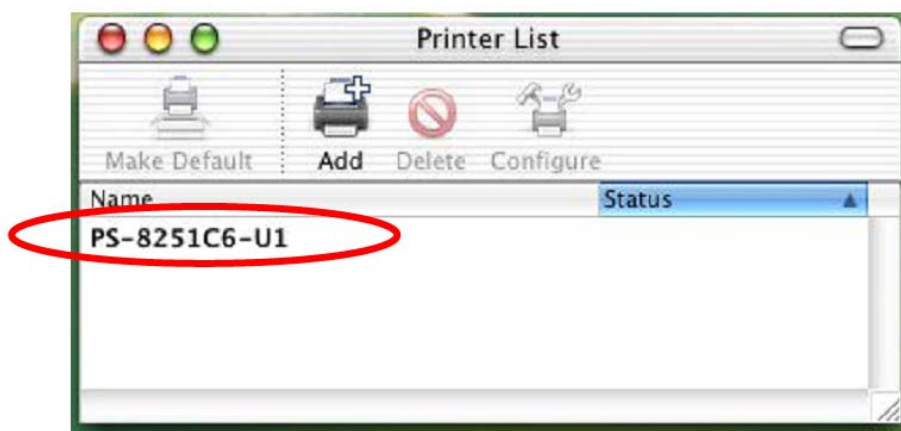 Printer List
Make Default Add Delete Configure
Name Status
PS-8251C6-U1